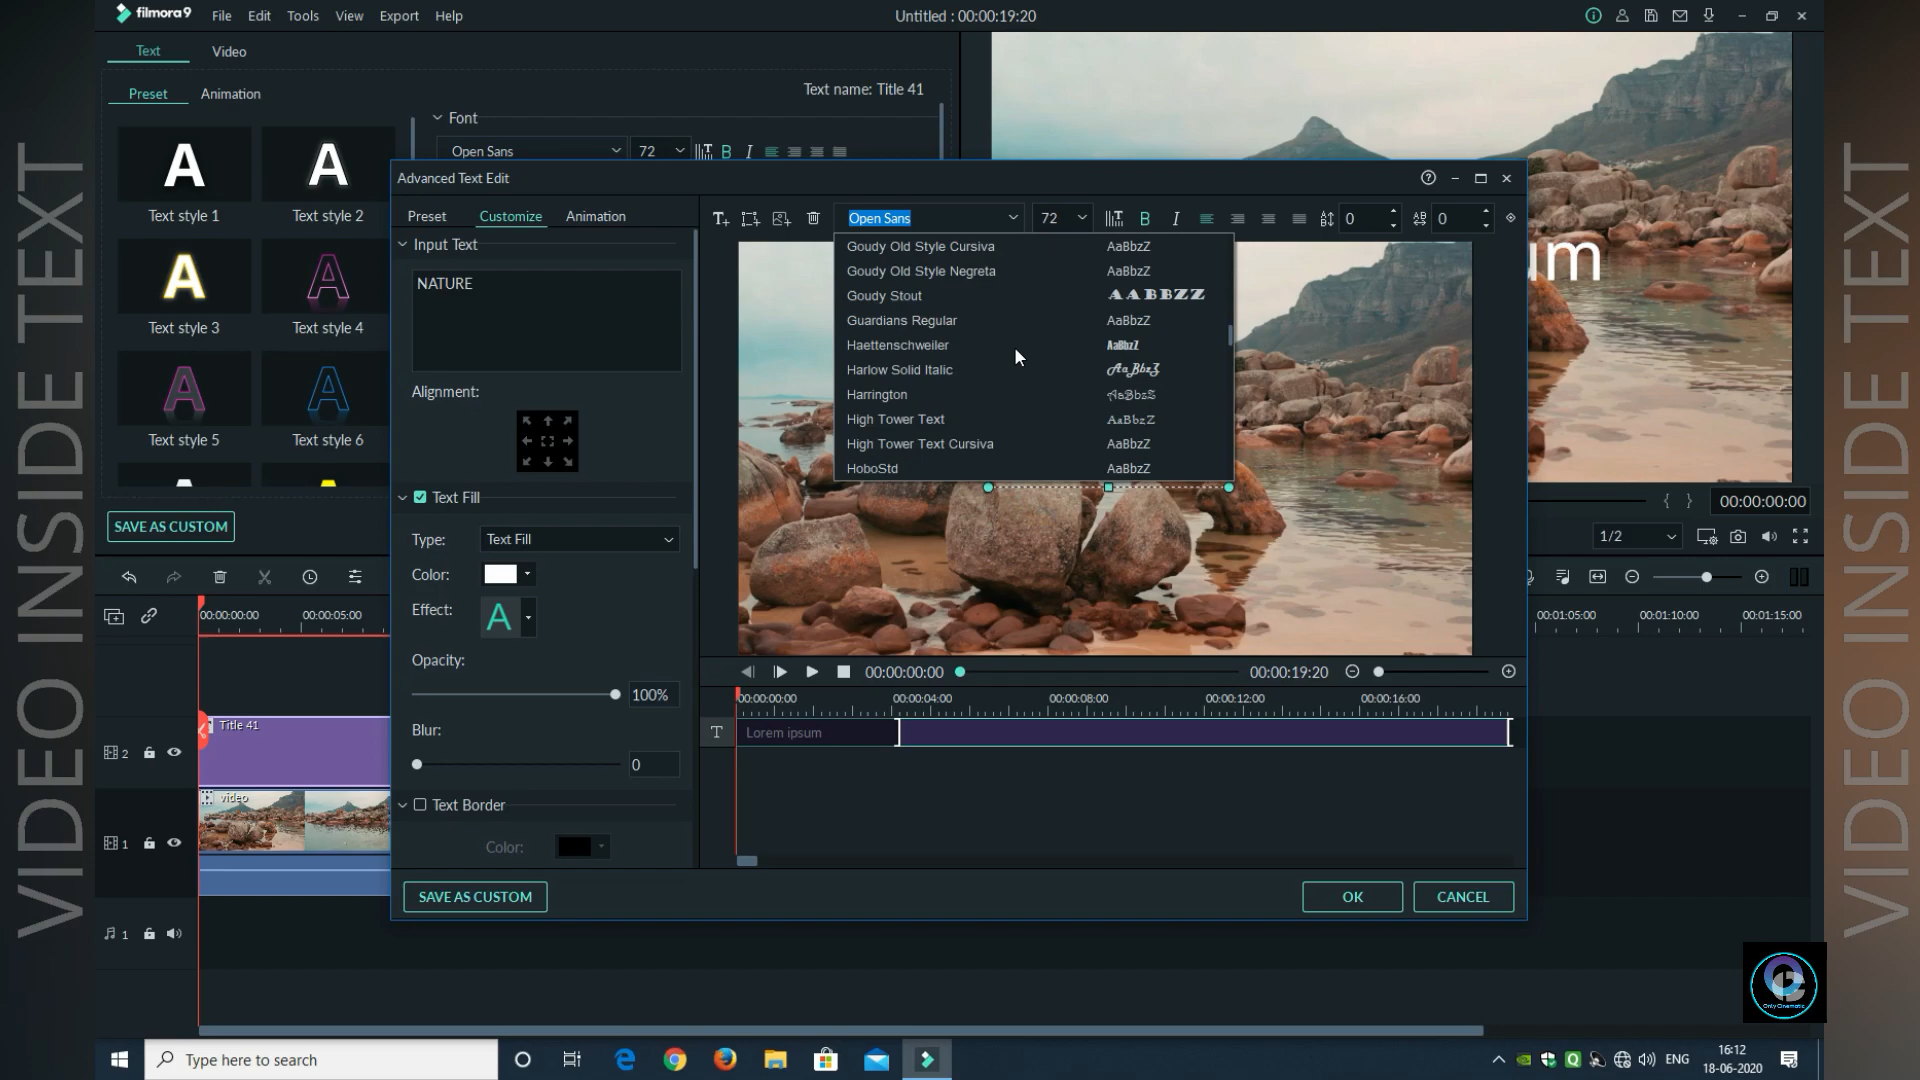 VIDEO INSIDE TEXT
filmora9
File Edit Tools View Export Help
Untitled : 00:00:19:20
Text Video
Preset Animation
Text name: Title 41
Font
Open Sans 72 B I
Text style 1 Text style 2
Text style 3 Text style 4
Text style 5 Text style 6
SAVE AS CUSTOM
Advanced Text Edit
Preset Customize Animation
Open Sans 72 B I 0 0
Input Text
NATURE
Alignment:
Text Fill
Type: Text Fill
Color:
Effect: A
Opacity:
100%
Blur:
0
Text Border
Color:
Goudy Old Style Cursiva AaBbzZ
Goudy Old Style Negreta AaBbzZ
Goudy Stout AABBZZ
Guardians Regular AaBbzZ
Haettenschweiler AaBbzZ
Harlow Solid Italic AaBbzZ
Harrington AaBbzZ
High Tower Text AaBbzZ
High Tower Text Cursiva AaBbzZ
HoboStd AaBbzZ
um
00:00:00:00
1/2
00:00:00:00 00:00:05:00
00:01:05:00 00:01:10:00 00:01:15:00
00:00:00:00 00:00:19:20
00:00:00:00 00:00:04:00 00:00:08:00 00:00:12:00 00:00:16:00
T Lorem ipsum
2 Title 41
1 video
1
SAVE AS CUSTOM OK CANCEL
Only Cinematic
Type here to search
ENG
16:12
18-06-2020
VIDEO INSIDE TEXT